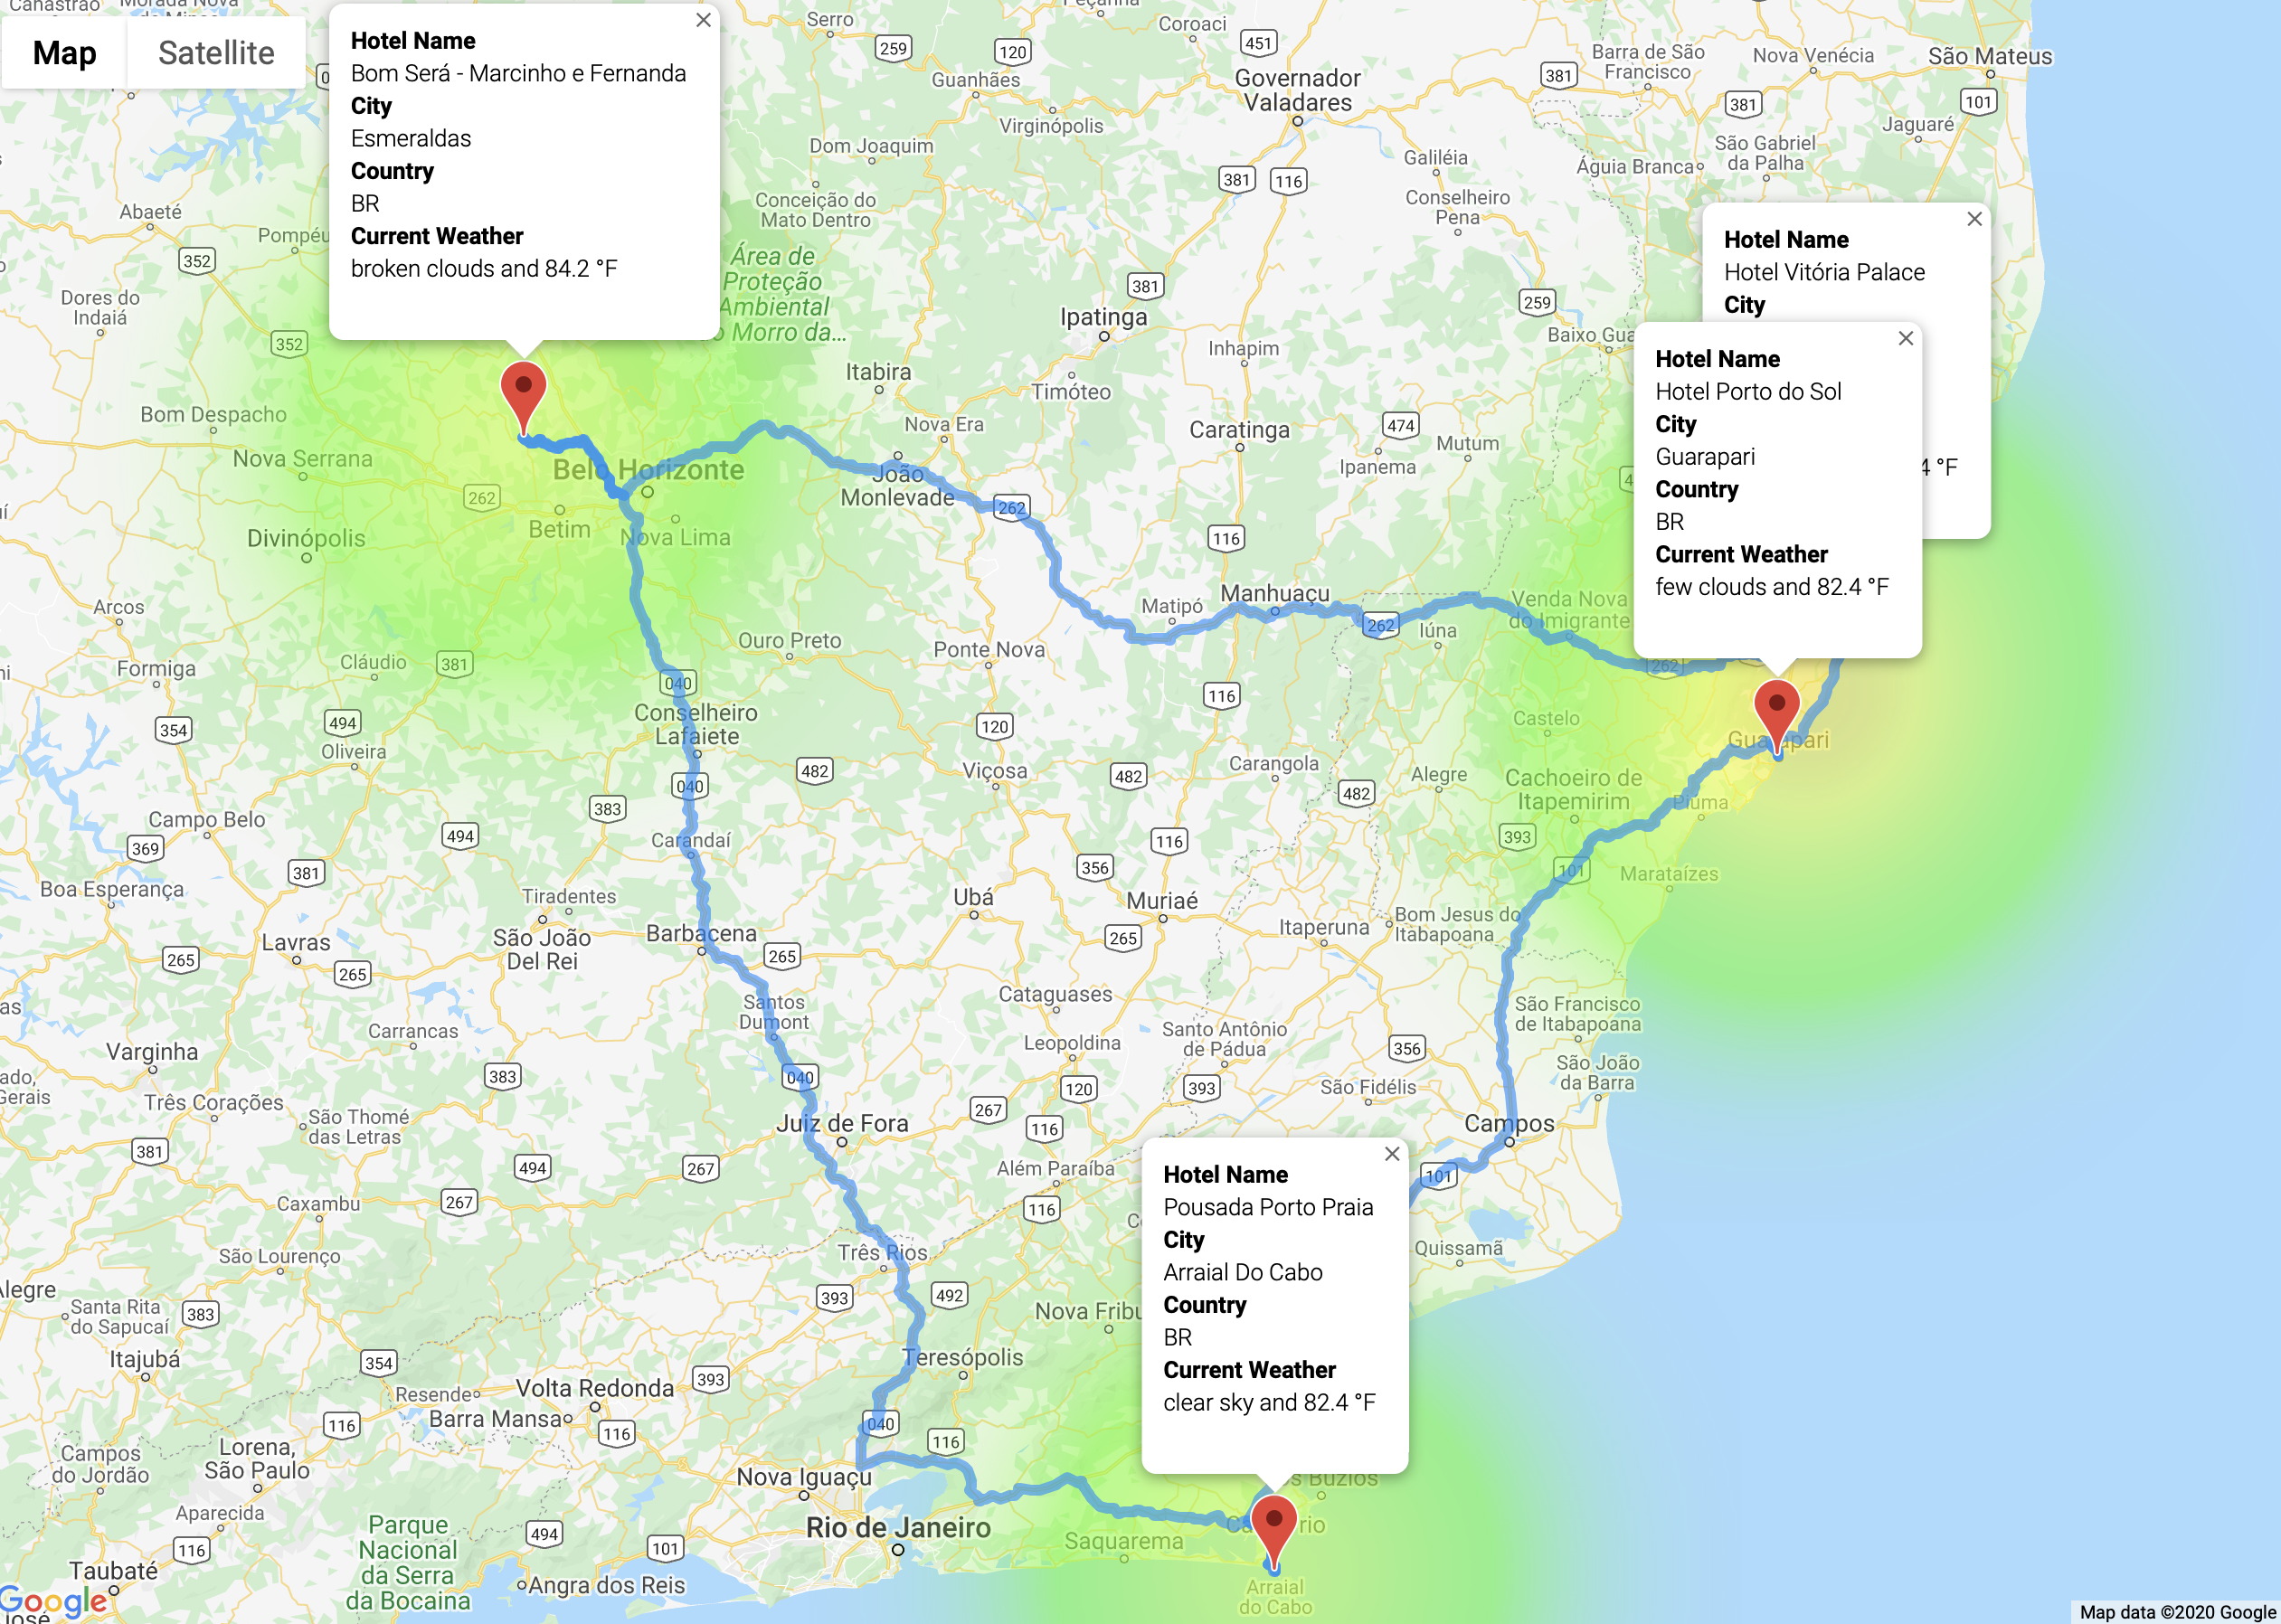 Map
Satellite
Hotel Name
Bom Será - Marcinho e Fernanda
City
Esmeraldas
Country
BR
Current Weather
broken clouds and 84.2 °F
Hotel Name
Hotel Vitória Palace
City
4 °F
Hotel Name
Hotel Porto do Sol
City
Guarapari
Country
BR
Current Weather
few clouds and 82.4 °F
Hotel Name
Pousada Porto Praia
City
Arraial Do Cabo
Country
BR
Current Weather
clear sky and 82.4 °F
Serro
259
120
Coroaci
451
Guanhães
Governador
Valadares
Virginópolis
Barra de São
Francisco
381
Nova Venécia
São Mateus
381
101
Jaguaré
São Gabriel
da Palha
Águia Branca
Dom Joaquim
381
116
Galiléia
Conselheiro
Pena
Abaeté
Pompéu
352
Conceição do
Mato Dentro
Área de
Proteção
Ambiental
Morro da...
381
259
Dores do
Indaiá
352
Ipatinga
Inhapim
Baixo Gua
Itabira
Timóteo
Bom Despacho
Nova Era
Caratinga
474
Mutum
Ipanema
Nova Serrana
Belo Horizonte
262
João
Monlevade
262
Betim
Nova Lima
Divinópolis
116
Arcos
Matipó
Manhuaçu
262
Iúna
Venda Nova
do Imigrante
262
Ouro Preto
Ponte Nova
Cláudio
381
Formiga
040
116
Conselheiro
Lafaiete
494
354
Oliveira
120
Castelo
Guarapari
Viçosa
482
482
Carangola
482
Alegre
Cachoeiro de
Itapemirim
Piúma
040
383
Campo Belo
494
Carandaí
369
116
393
381
356
101
Marataízes
Boa Esperança
Tiradentes
Ubá
Muriaé
Bom Jesus do
Itabapoana
Itaperuna
Lavras
São João
Del Rei
Barbacena
265
265
265
265
Cataguases
Santos
Dumont
São Francisco
de Itabapoana
Carrancas
Santo Antônio
de Pádua
Varginha
Leopoldina
356
São João
da Barra
383
040
120
393
São Fidélis
Três Corações
São Thomé
das Letras
267
116
Juiz de Fora
Campos
381
494
267
Além Paraíba
101
Caxambu
267
116
São Lourenço
Três Rios
Quissamã
393
492
Santa Rita
do Sapucaí
383
Nova Fribu
Itajubá
354
Teresópolis
393
Resende
Volta Redonda
Barra Mansa
116
116
040
116
Campos
do Jordão
Lorena,
São Paulo
Nova Iguaçu
s Búzios
Aparecida
Rio de Janeiro
Saquarema
116
Parque
Nacional
da Serra
da Bocaina
494
101
Taubaté
Angra dos Reis
Arraial
do Cabo
Google
Map data ©2020 Google